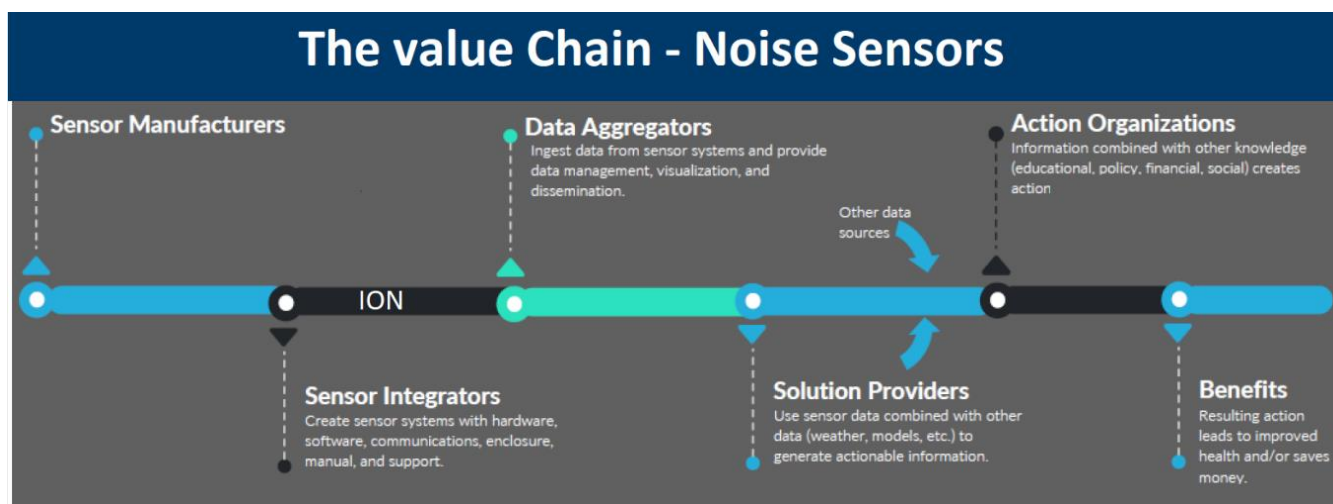 The value Chain - Noise Sensors
Sensor Manufacturers
Data Aggregators
Ingest data from sensor systems and provide
data management, visualization, and
dissemination.
Action Organizations
Information combined with other knowledge
(educational, policy, financial, social) creates
action
Other data
sources
ION
Sensor Integrators
Create sensor systems with hardware,
software, communications, enclosure,
manual, and support.
Solution Providers
Use sensor data combined with other
data (weather, models, etc.) to
generate actionable information.
Benefits
Resulting action
leads to improved
health and/or saves
money.